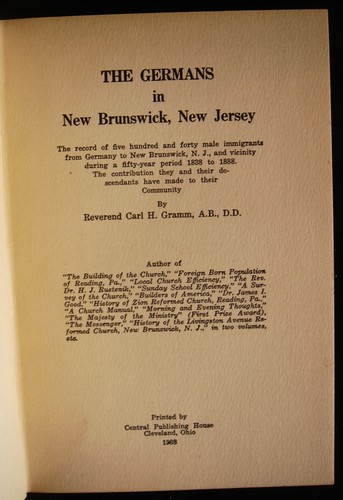 THE GERMANS
in
New Brunswick, New Jersey
The record of five hundred and forty male immigrants
from Germany to New Brunswick, N. J., and vicinity
during a fifty-year period 1838 to 1888.
The contribution they and their de-
scendants have made to their
Community
By
Reverend Carl H. Gramm, A.B., D.D.
Author of
"The Building of the Church," "Foreign Born Population
of Reading, Pa.," "Local Church Efficiency," "The Rev.
Dr. H. J. Ruetenik," "Sunday School Efficiency," "A Sur-
vey of the Church," "Builders of America," "Dr. James I.
Good," "History of Zion Reformed Church, Reading, Pa.,"
"A Church Manual," "Morning and Evening Thoughts,"
"The Majesty of the Ministry" (First Prize Award),
"The Messenger," "History of the Livingston Avenue Re-
formed Church, New Brunswick, N. J.," in two volumes,
etc.
Printed by
Central Publishing House
Cleveland, Ohio